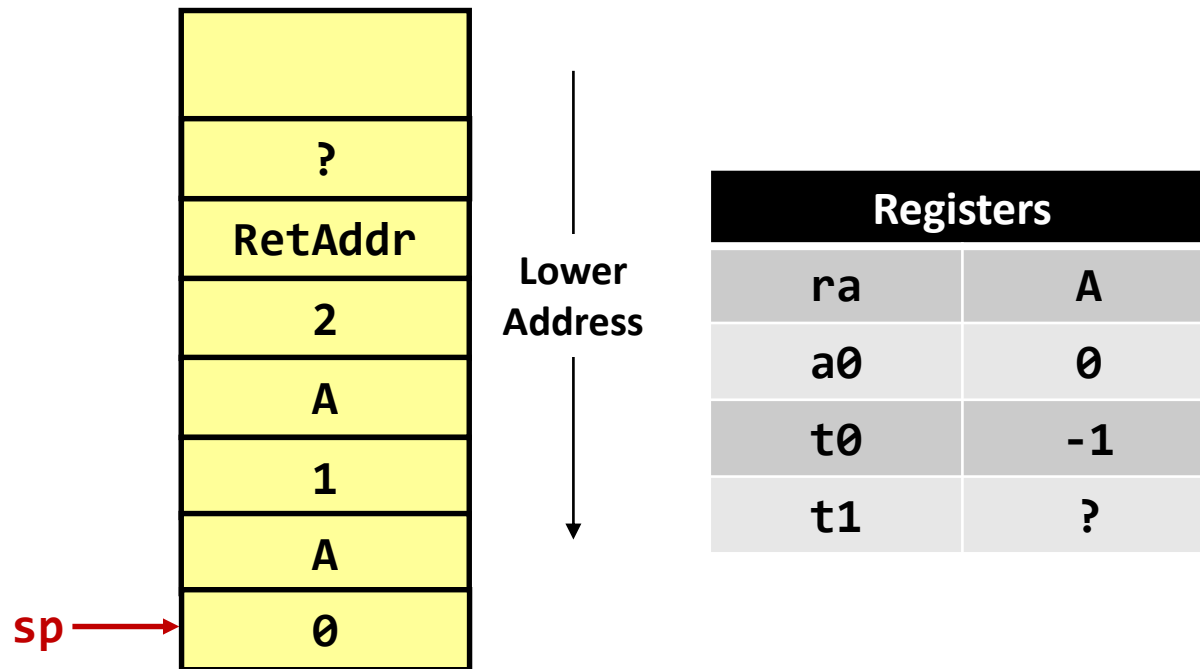 ?
RetAddr
2
A
1
A
0
sp
Lower
Address
Registers
ra A
a0 0
t0 -1
t1 ?